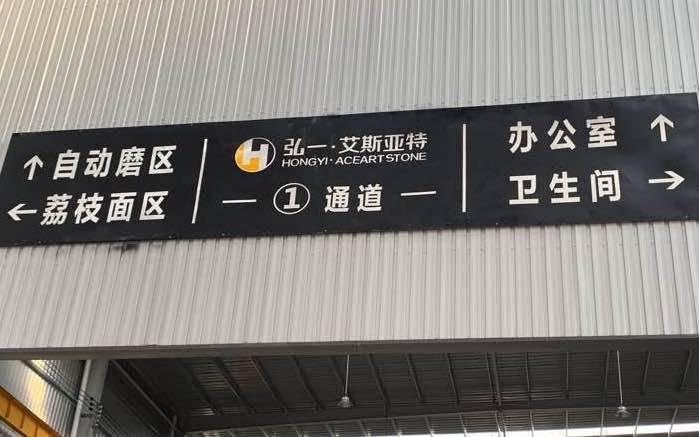 ↑自动磨区
←荔枝面区
弘一·艾斯亚特
HONGYI·ACEARTSTONE
— ① 通道 —
办公室↑
卫生间→